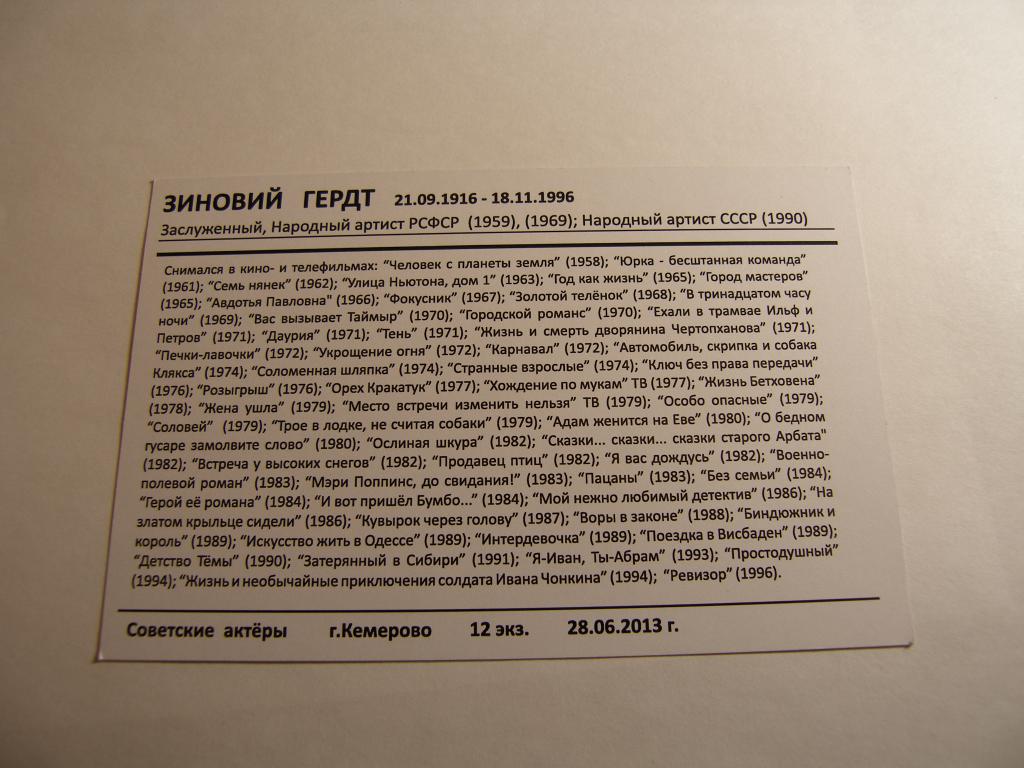 ЗИНОВИЙ ГЕРДТ 21.09.1916 - 18.11.1996
Заслуженный, Народный артист РСФСР (1959), (1969); Народный артист СССР (1990)
Снимался в кино- и телефильмах: “Человек с планеты земля” (1958); “Юрка - бесштанная команда”
(1961); “Семь нянек” (1962); “Улица Ньютона, дом 1” (1963); “Год как жизнь” (1965); “Город мастеров”
(1965); “Авдотья Павловна" (1966); “Фокусник” (1967); “Золотой телёнок” (1968); “В тринадцатом часу
ночи” (1969); “Вас вызывает Таймыр” (1970); “Городской романс” (1970); “Ехали в трамвае Ильф и
Петров” (1971); “Даурия” (1971); “Тень” (1971); “Жизнь и смерть дворянина Чертопханова” (1971);
“Печки-лавочки” (1972); “Укрощение огня” (1972); “Карнавал” (1972); “Автомобиль, скрипка и собака
Клякса” (1974); “Соломенная шляпка” (1974); “Странные взрослые” (1974); “Ключ без права передачи”
(1976); “Розыгрыш” (1976); “Орех Кракатук” (1977); “Хождение по мукам” ТВ (1977); “Жизнь Бетховена”
(1978); “Жена ушла” (1979); “Место встречи изменить нельзя” ТВ (1979); “Особо опасные” (1979);
“Соловей” (1979); “Трое в лодке, не считая собаки” (1979); “Адам женится на Еве” (1980); “О бедном
гусаре замолвите слово” (1980); “Ослиная шкура” (1982); “Сказки... сказки... сказки старого Арбата"
(1982); “Встреча у высоких снегов” (1982); “Продавец птиц” (1982); “Я вас дождусь” (1982); “Военно-
полевой роман” (1983); “Мэри Поппинс, до свидания!” (1983); “Пацаны” (1983); “Без семьи” (1984);
“Герой её романа” (1984); “И вот пришёл Бумбо...” (1984); “Мой нежно любимый детектив” (1986); “На
златом крыльце сидели” (1986); “Кувырок через голову” (1987); “Воры в законе” (1988); “Биндюжник и
король” (1989); “Искусство жить в Одессе” (1989); “Интердевочка” (1989); “Поездка в Висбаден” (1989);
“Детство Тёмы” (1990); “Затерянный в Сибири” (1991); “Я-Иван, Ты-Абрам” (1993); “Простодушный”
(1994); “Жизнь и необычайные приключения солдата Ивана Чонкина” (1994); “Ревизор” (1996).
Советские актёры г.Кемерово 12 экз. 28.06.2013 г.